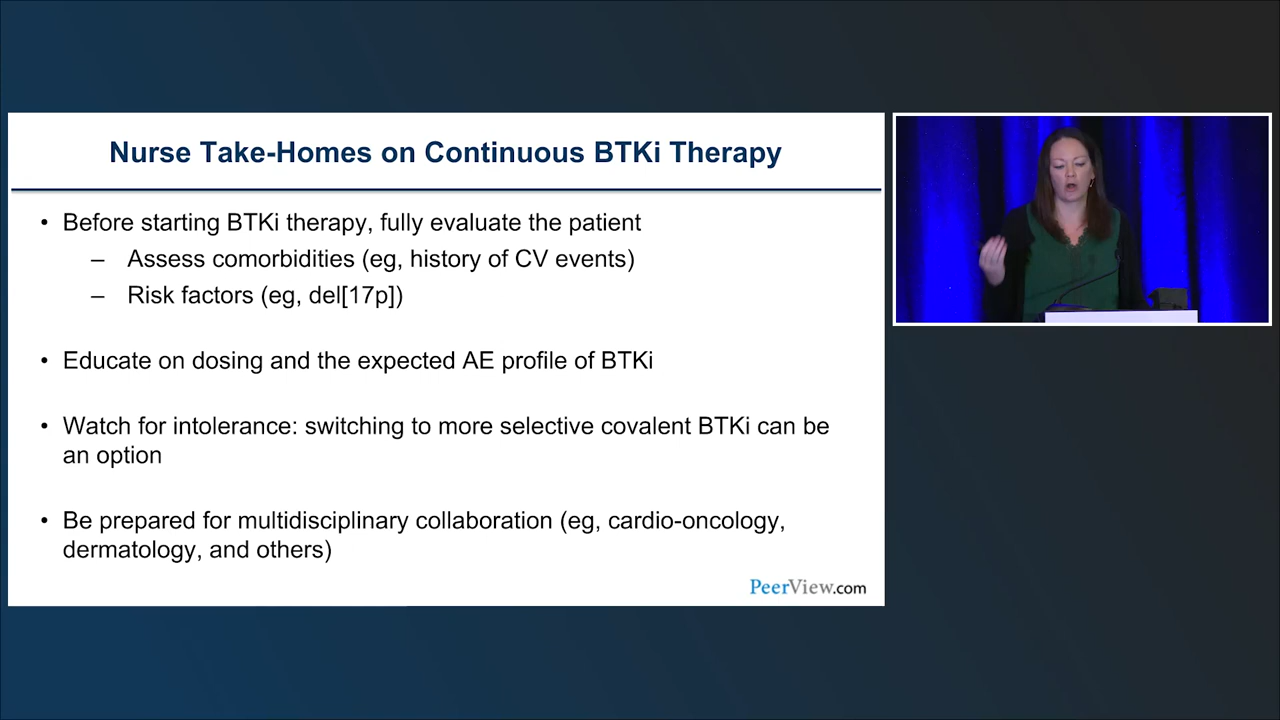 Nurse Take-Homes on Continuous BTKi Therapy
• Before starting BTKi therapy, fully evaluate the patient
– Assess comorbidities (eg, history of CV events)
– Risk factors (eg, del[17p])
• Educate on dosing and the expected AE profile of BTKi
• Watch for intolerance: switching to more selective covalent BTKi can be
an option
• Be prepared for multidisciplinary collaboration (eg, cardio-oncology,
dermatology, and others)
PeerView.com